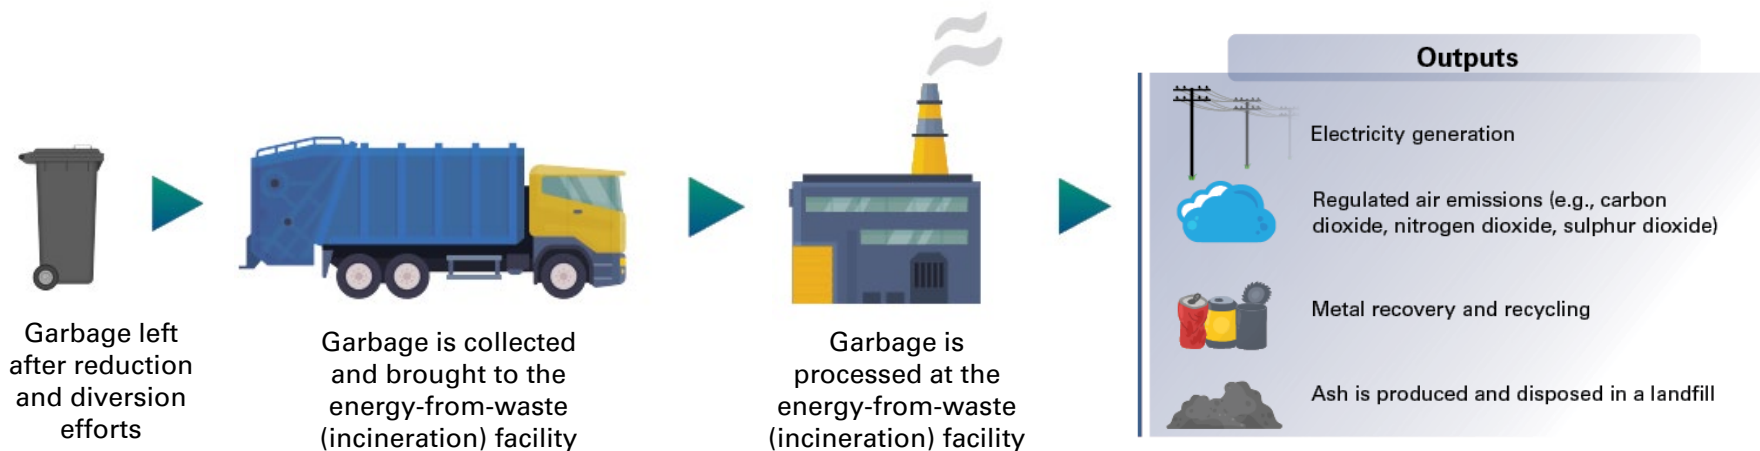 Garbage left
after reduction
and diversion
efforts
Garbage is collected
and brought to the
energy-from-waste
(incineration) facility
Garbage is
processed at the
energy-from-waste
(incineration) facility
Outputs
Electricity generation
Regulated air emissions (e.g., carbon
dioxide, nitrogen dioxide, sulphur dioxide)
Metal recovery and recycling
Ash is produced and disposed in a landfill